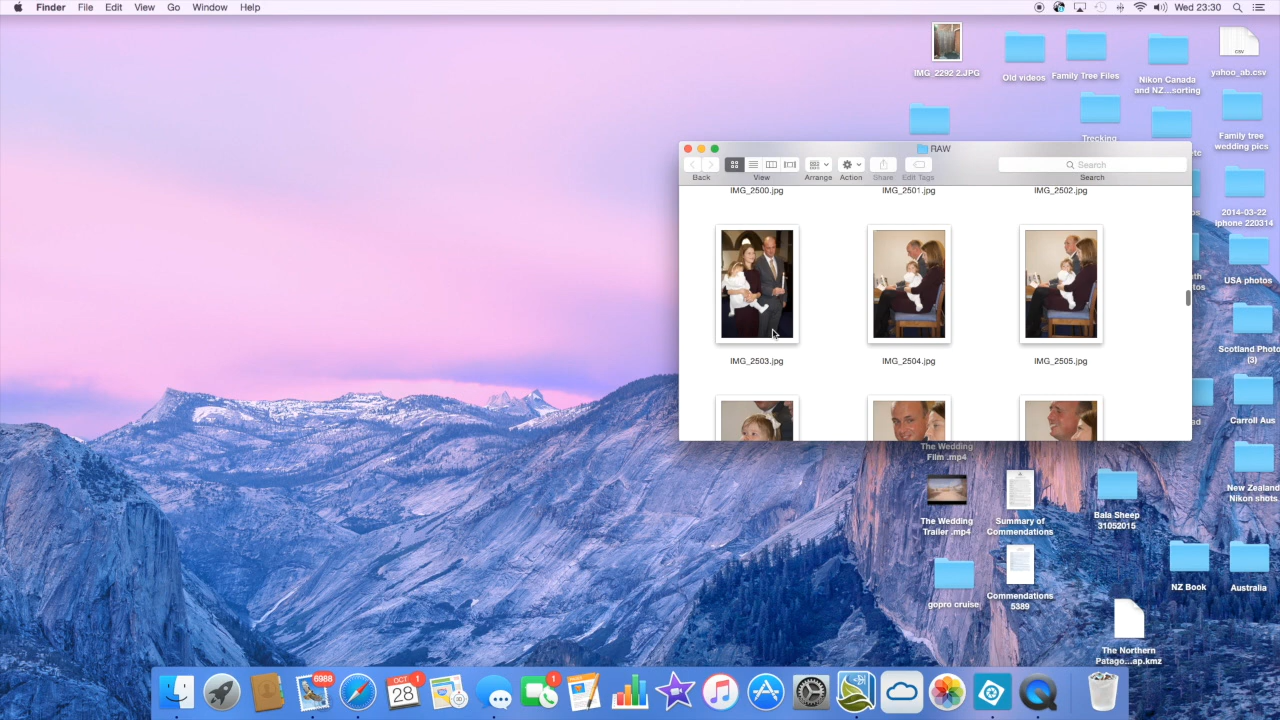 Finder File Edit View Go Window Help
Wed 23:30
IMG_2292 2.JPG
Old videos
Family Tree Files
Nikon Canada
and NZ...sorting
yahoo_ab.csv
CSV
Trecking
etc
Family tree
wedding pics
RAW
Back
View
Arrange
Action
Share
Edit Tags
Search
Search
IMG_2500.jpg
IMG_2501.jpg
IMG_2502.jpg
IMG_2503.jpg
IMG_2504.jpg
IMG_2505.jpg
2014-03-22
iphone 220314
USA photos
Scotland Photo
(3)
Carroll Aus
The Wedding
Film .mp4
New Zealand
Nikon shots
The Wedding
Trailer .mp4
Summary of
Commendations
Bala Sheep
31052015
gopro cruise
Commendations
5389
NZ Book
Australia
The Northern
Patago...ap.kmz
6988
OCT
28
1
1